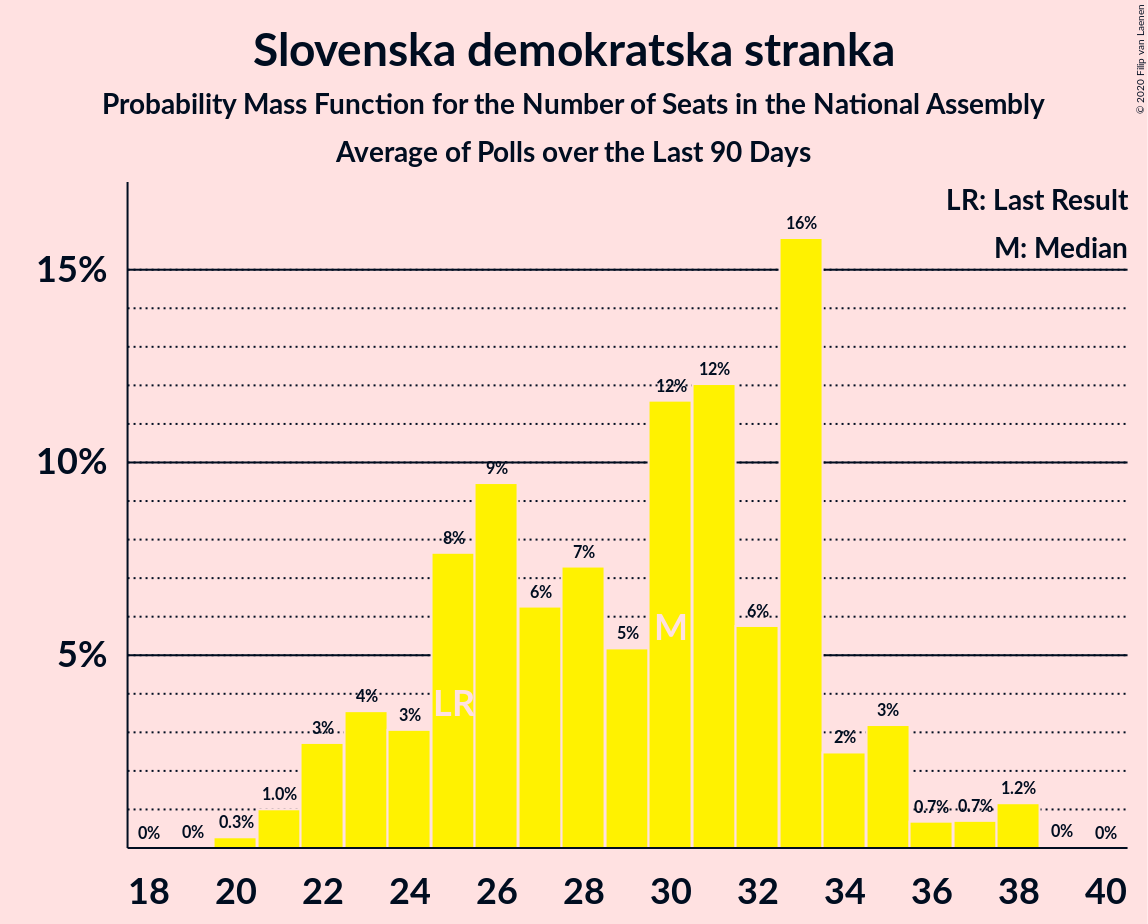 Slovenska demokratska stranka
Probability Mass Function for the Number of Seats in the National Assembly
Average of Polls over the Last 90 Days
© 2020 Filip van Laenen
LR: Last Result
M: Median
15%
10%
5%
0%
0%
0.3%
1.0%
3%
4%
3%
8%
9%
6%
7%
5%
12%
12%
6%
16%
2%
3%
0.7%
0.7%
1.2%
0%
0%
LR
M
18 20 22 24 26 28 30 32 34 36 38 40